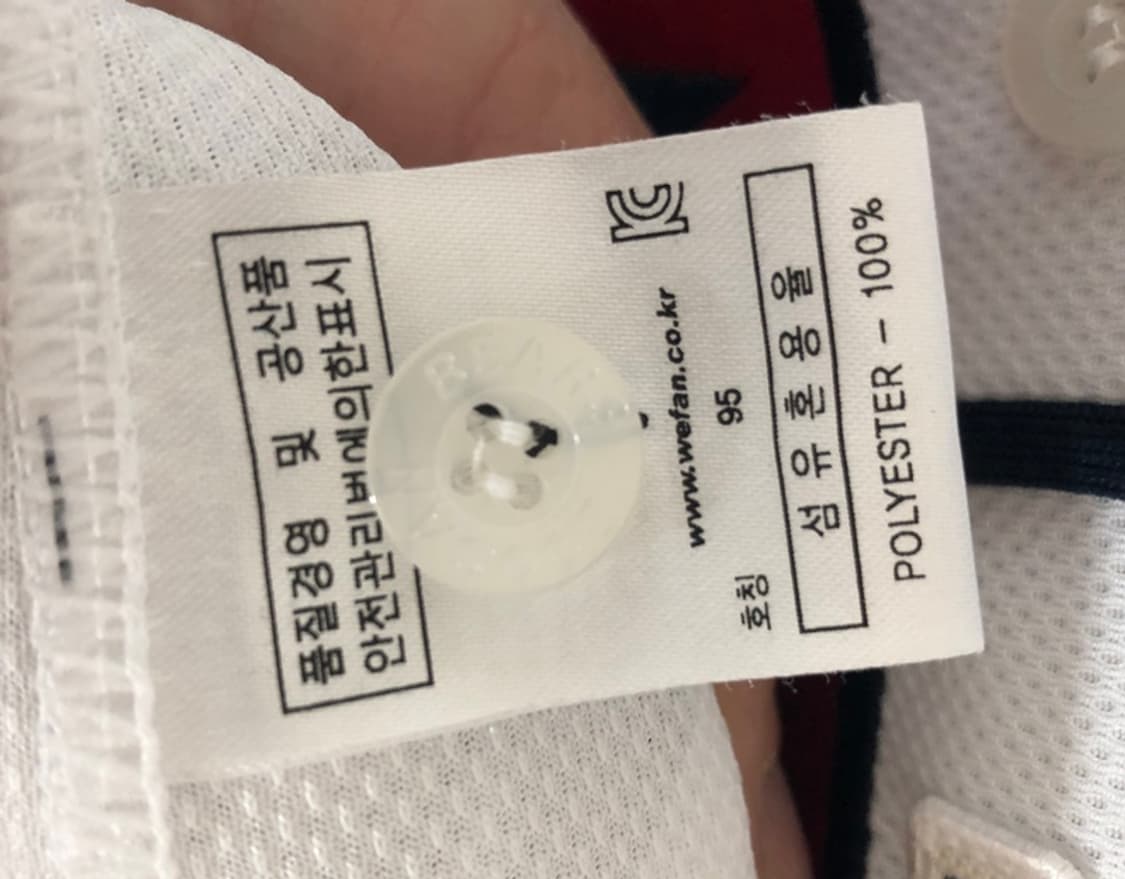 품질경영 및 공산품
안전관리법에의한표시
KC
www.wefan.co.kr
호칭 95
섬유혼용율
POLYESTER – 100%